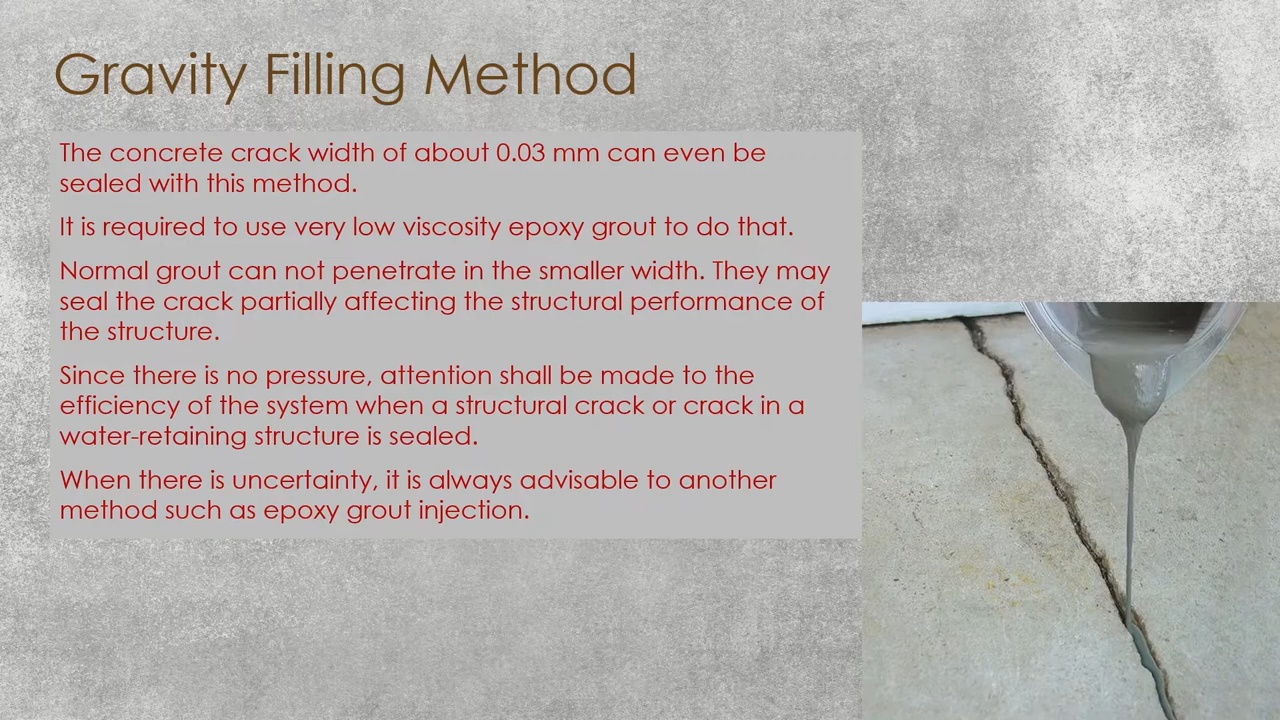 Gravity Filling Method
The concrete crack width of about 0.03 mm can even be
sealed with this method.
It is required to use very low viscosity epoxy grout to do that.
Normal grout can not penetrate in the smaller width. They may
seal the crack partially affecting the structural performance of
the structure.
Since there is no pressure, attention shall be made to the
efficiency of the system when a structural crack or crack in a
water-retaining structure is sealed.
When there is uncertainty, it is always advisable to another
method such as epoxy grout injection.